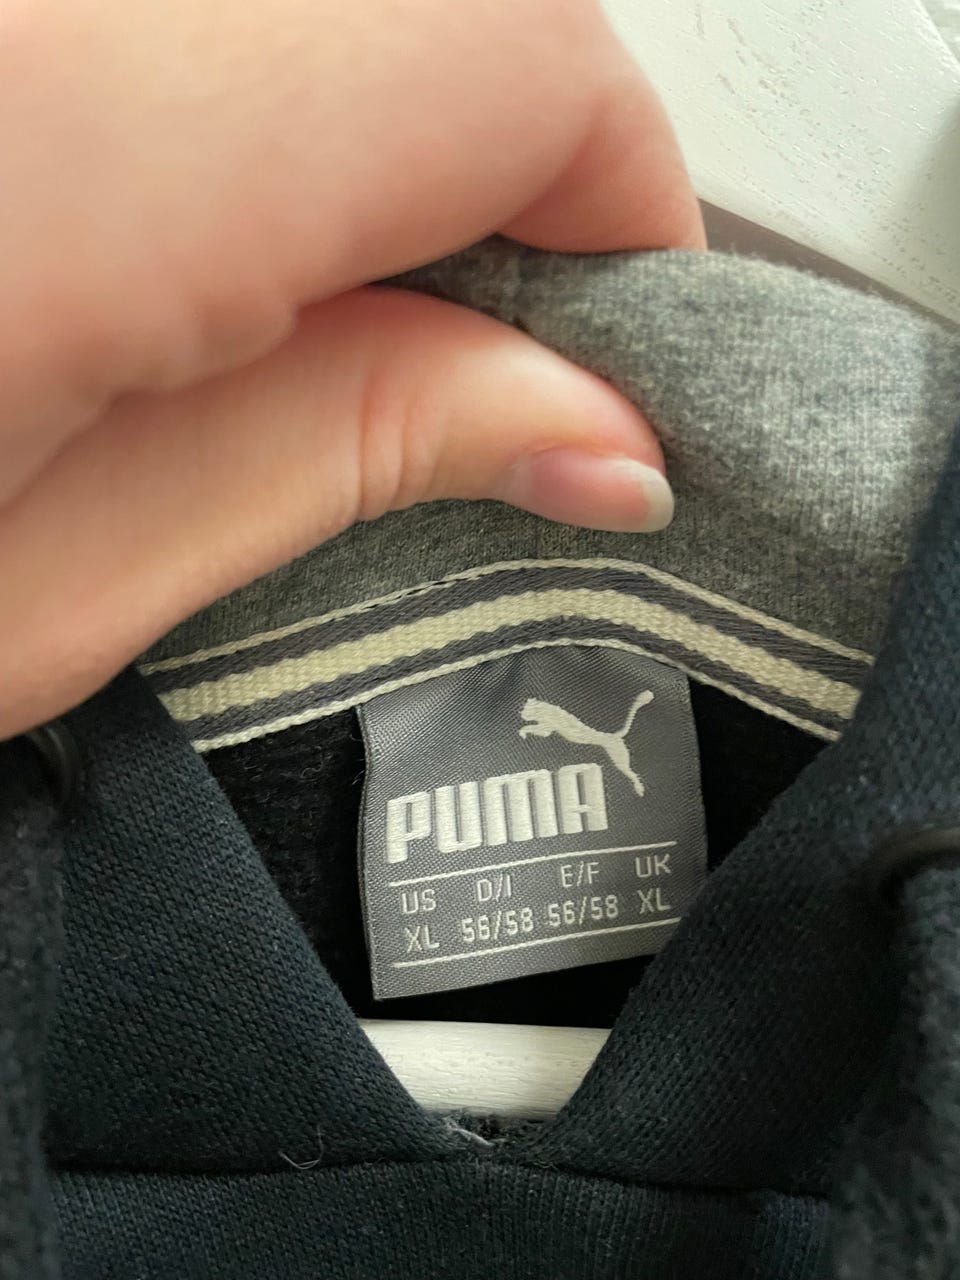 PUMA
US D/I E/F UK
XL 56/58 56/58 XL